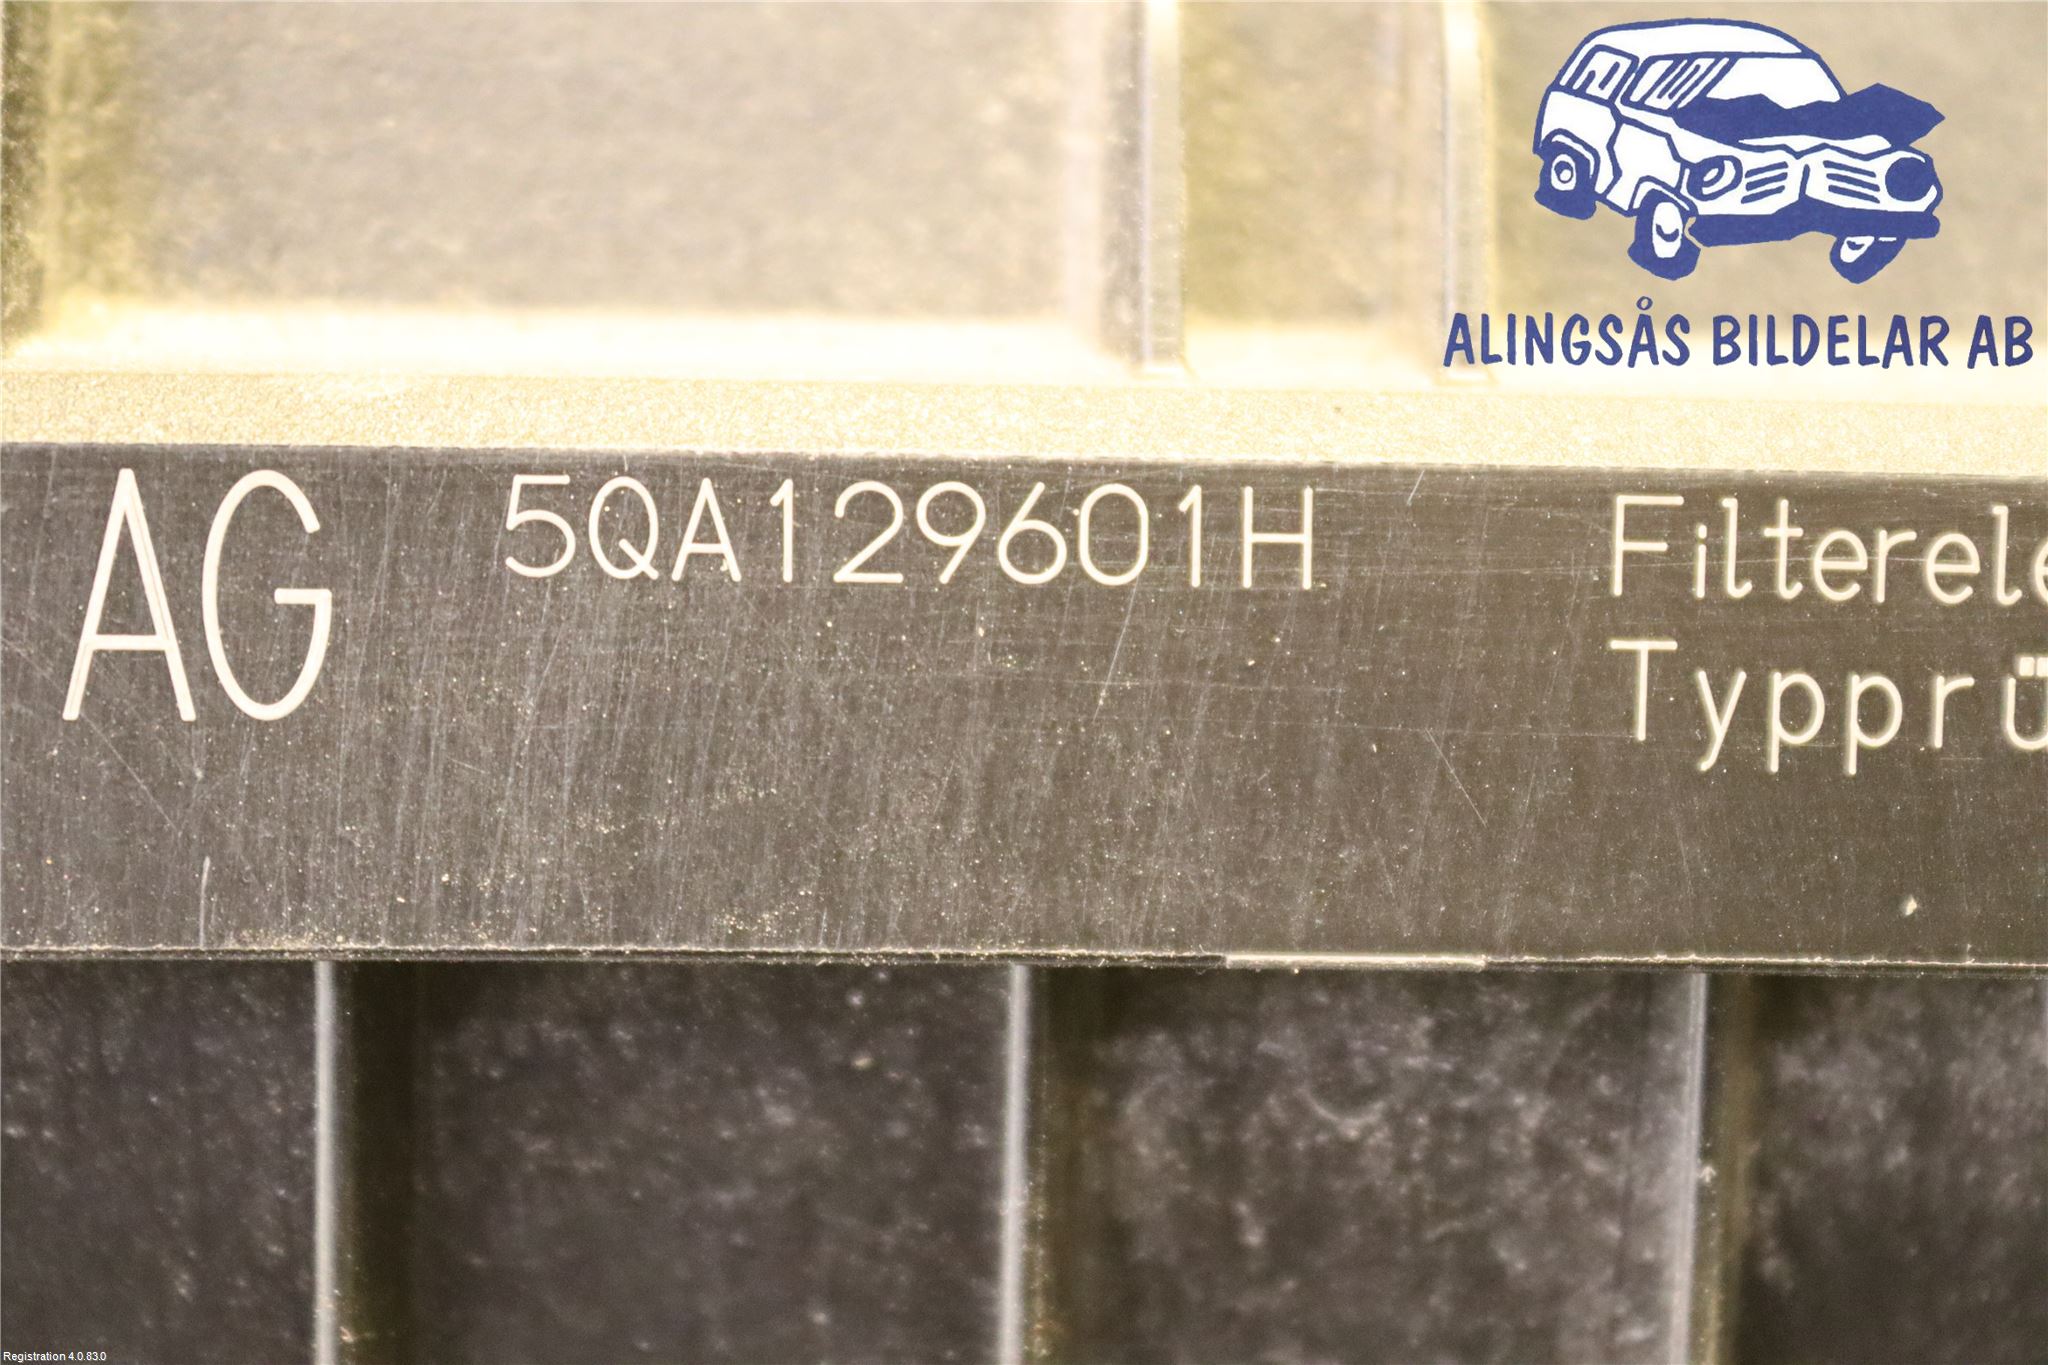 ALINGSÅS BILDELAR AB
AG 5QA129601H Filterele
Typprü
Registration 4.0.83.0